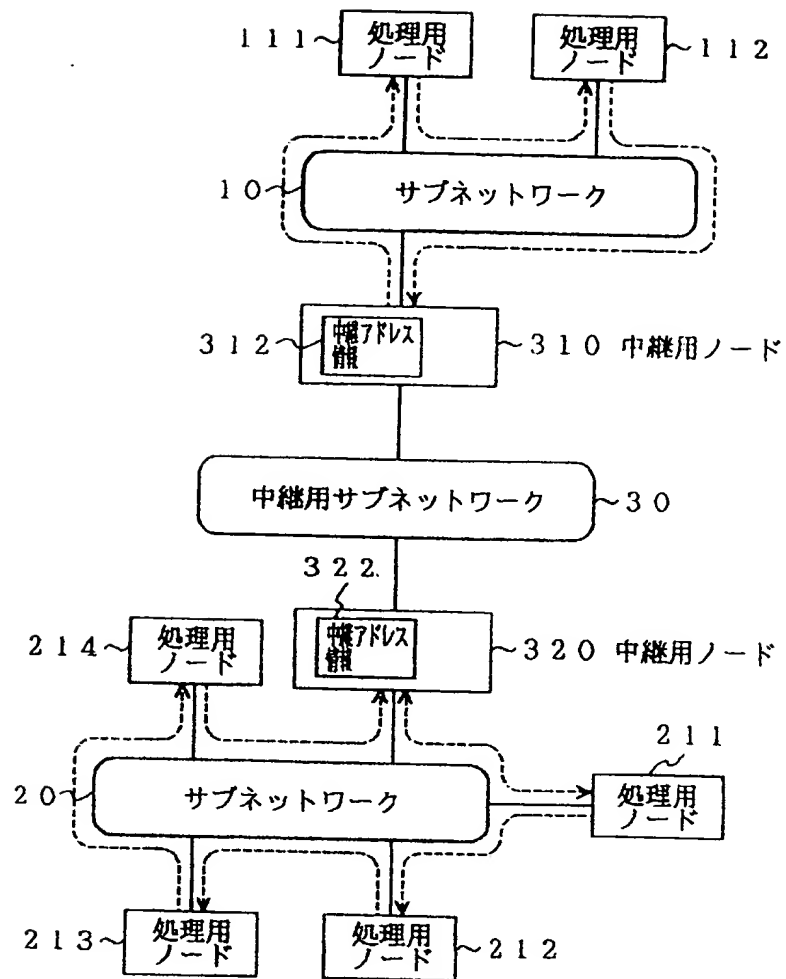 111 処理用
ノード
処理用
ノード 112
10 サブネットワーク
312 中継アドレス
情報
310 中継用ノード
中継用サブネットワーク 30
322
214 処理用
ノード
中継アドレス
情報
320 中継用ノード
211
20 サブネットワーク
処理用
ノード
213 処理用
ノード
処理用
ノード 212